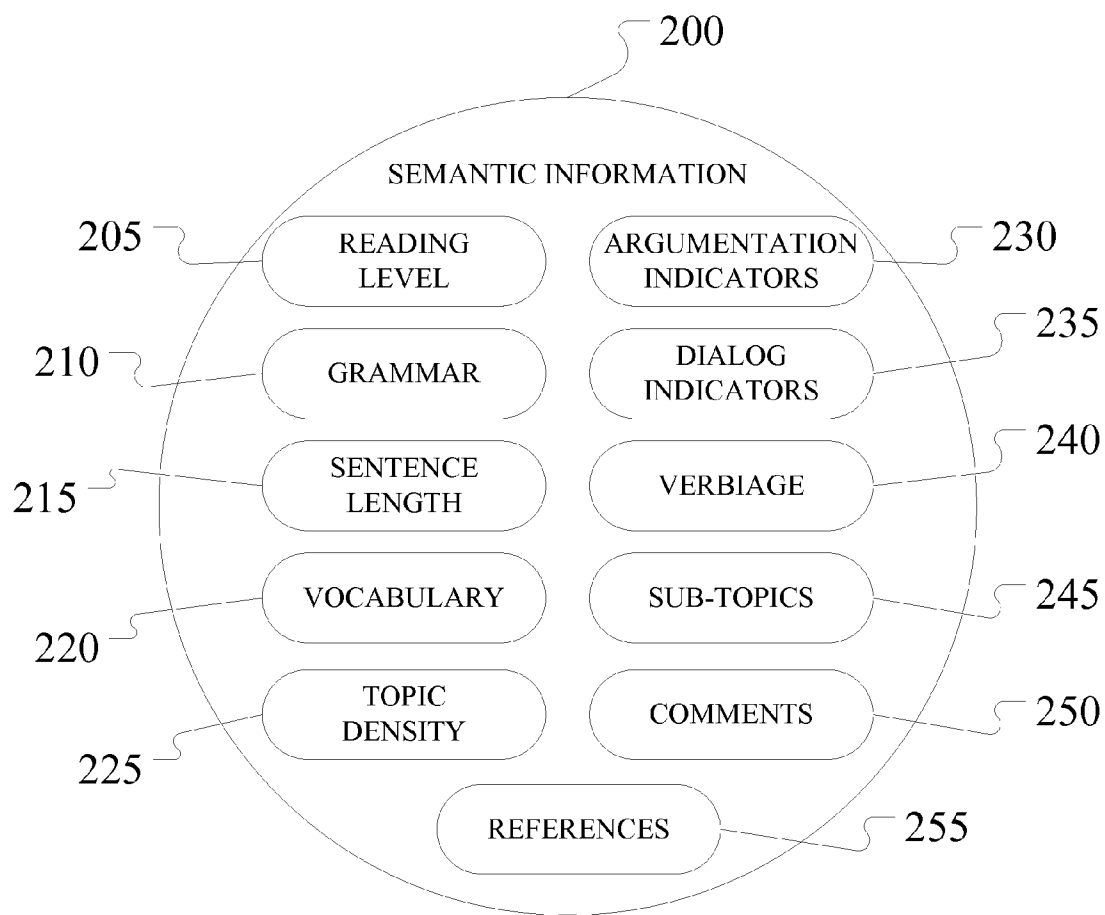 200
SEMANTIC INFORMATION
205
READING
LEVEL
ARGUMENTATION
INDICATORS
230
210
GRAMMAR
DIALOG
INDICATORS
235
215
SENTENCE
LENGTH
VERBIAGE
240
220
VOCABULARY
SUB-TOPICS
245
225
TOPIC
DENSITY
COMMENTS
250
REFERENCES
255